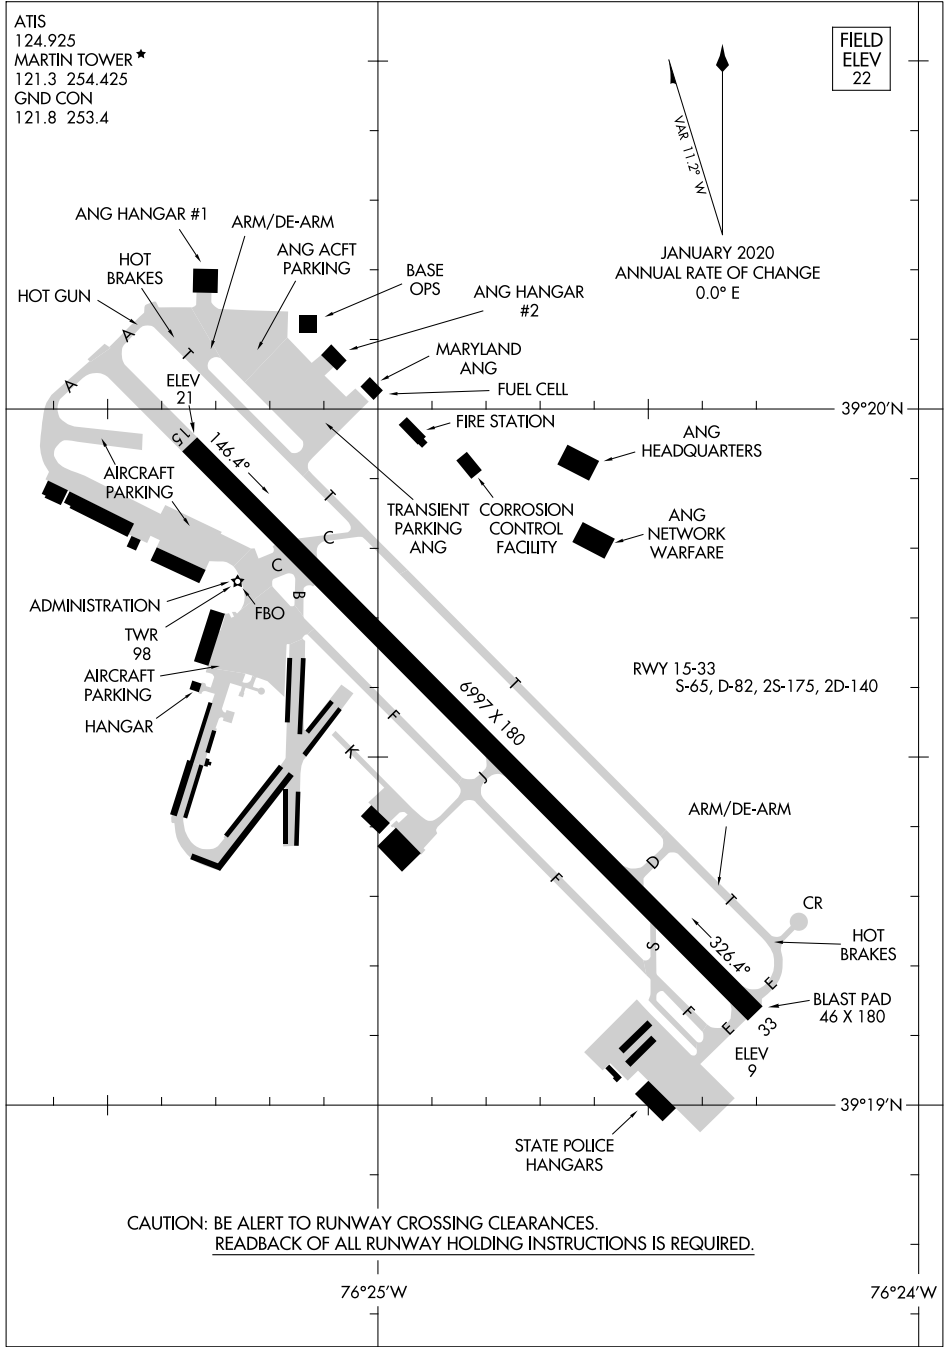 ATIS
124.925
MARTIN TOWER ★
121.3 254.425
GND CON
121.8 253.4
FIELD
ELEV
22
VAR 11.2° W
JANUARY 2020
ANNUAL RATE OF CHANGE
0.0° E
ANG HANGAR #1
ARM/DE-ARM
HOT
BRAKES
ANG ACFT
PARKING
HOT GUN
BASE
OPS
ANG HANGAR
#2
MARYLAND
ANG
FUEL CELL
A
A
T
ELEV
21
39°20'N
FIRE STATION
ANG
HEADQUARTERS
15
146.4°
AIRCRAFT
PARKING
T
TRANSIENT
PARKING
ANG
CORROSION
CONTROL
FACILITY
ANG
NETWORK
WARFARE
C
C
B
ADMINISTRATION
FBO
TWR
98
AIRCRAFT
PARKING
HANGAR
RWY 15-33
S-65, D-82, 2S-175, 2D-140
T
6997 X 180
F
K
J
ARM/DE-ARM
D
F
T
CR
S
326.4°
HOT
BRAKES
E
BLAST PAD
46 X 180
F
E
33
ELEV
9
39°19'N
STATE POLICE
HANGARS
CAUTION: BE ALERT TO RUNWAY CROSSING CLEARANCES.
READBACK OF ALL RUNWAY HOLDING INSTRUCTIONS IS REQUIRED.
76°25'W
76°24'W